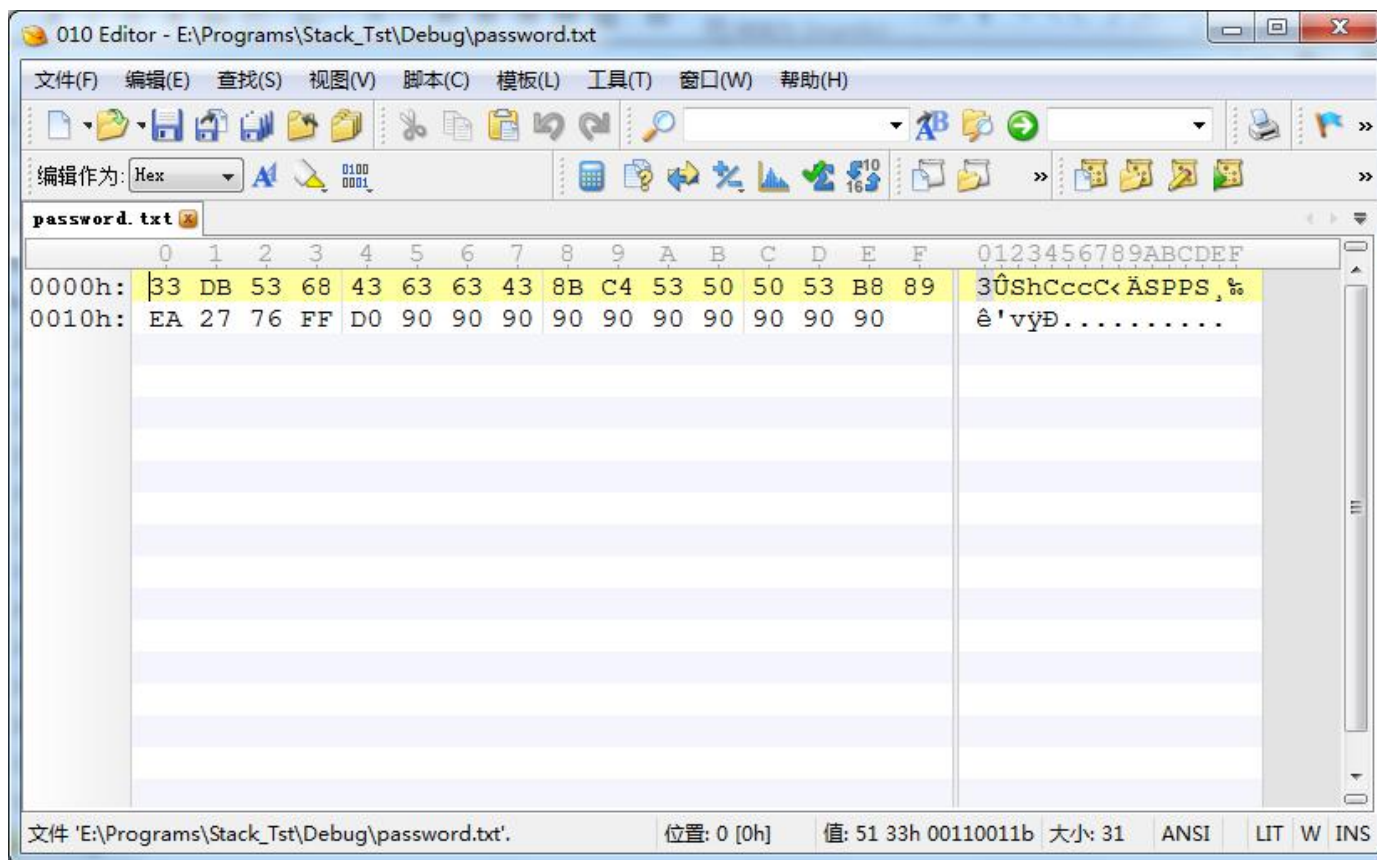 010 Editor - E:\Programs\Stack_Tst\Debug\password.txt
文件(F) 编辑(E) 查找(S) 视图(V) 脚本(C) 模板(L) 工具(T) 窗口(W) 帮助(H)
编辑作为: Hex
password.txt
0 1 2 3 4 5 6 7 8 9 A B C D E F 0123456789ABCDEF
0000h: 33 DB 53 68 43 63 63 43 8B C4 53 50 50 53 B8 89 3ÛShCccC‹ÄSPPS¸‰
0010h: EA 27 76 FF D0 90 90 90 90 90 90 90 90 90 90 ê'vÿÐ..........
文件 'E:\Programs\Stack_Tst\Debug\password.txt'. 位置: 0 [0h] 值: 51 33h 00110011b 大小: 31 ANSI LIT W INS